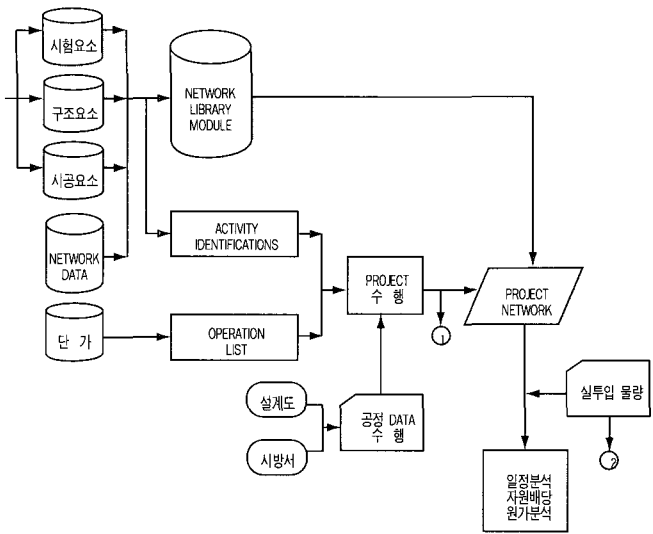 시험요소
구조요소
시공요소
NETWORK
DATA
단 가
NETWORK
LIBRARY
MODULE
ACTIVITY
IDENTIFICATIONS
OPERATION
LIST
PROJECT
수 행
1
PROJECT
NETWORK
설계도
시방서
공정 DATA
수 행
실투입 물량
2
일정분석
자원배당
원가분석